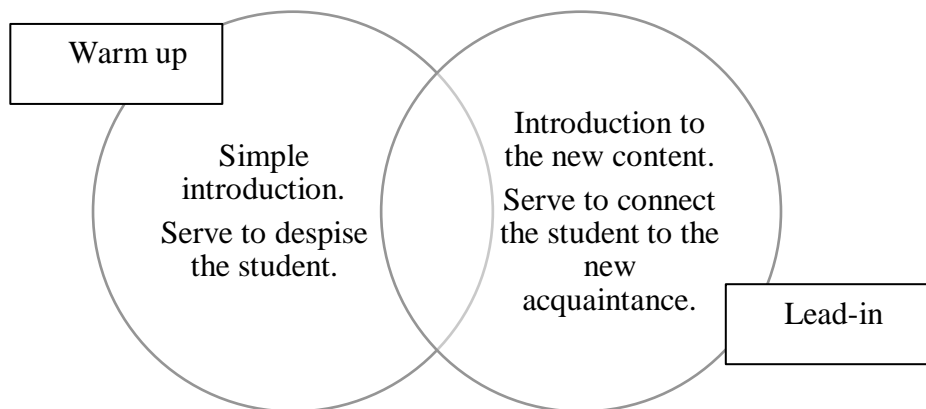 Warm up
Simple
introduction.
Serve to despise
the student.
Introduction to
the new content.
Serve to connect
the student to the
new
acquaintance.
Lead-in